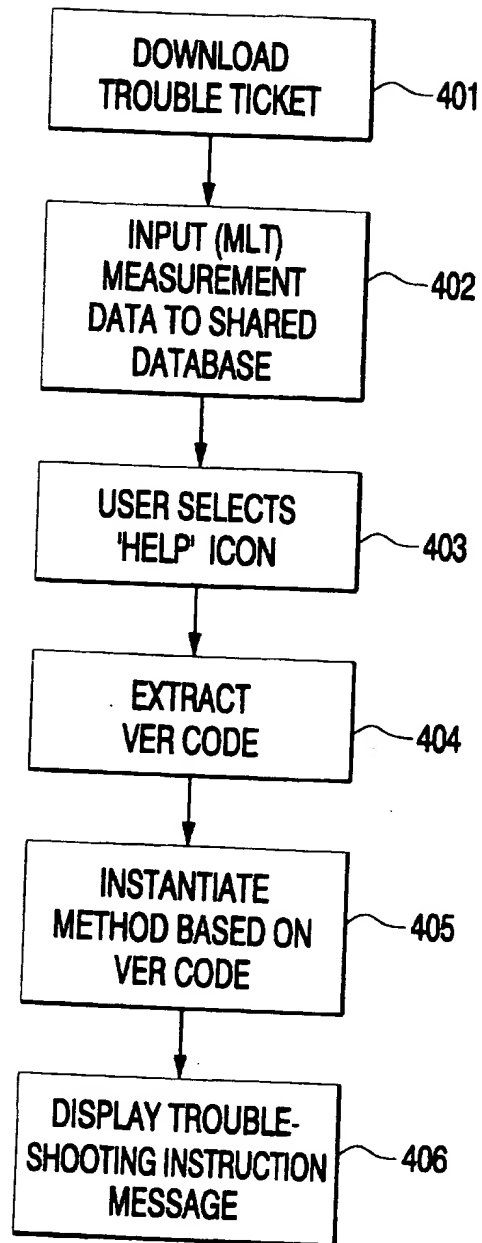 DOWNLOAD
TROUBLE TICKET
401
INPUT (MLT)
MEASUREMENT
DATA TO SHARED
DATABASE
402
USER SELECTS
'HELP' ICON
403
EXTRACT
VER CODE
404
INSTANTIATE
METHOD BASED ON
VER CODE
405
DISPLAY TROUBLE-
SHOOTING INSTRUCTION
MESSAGE
406